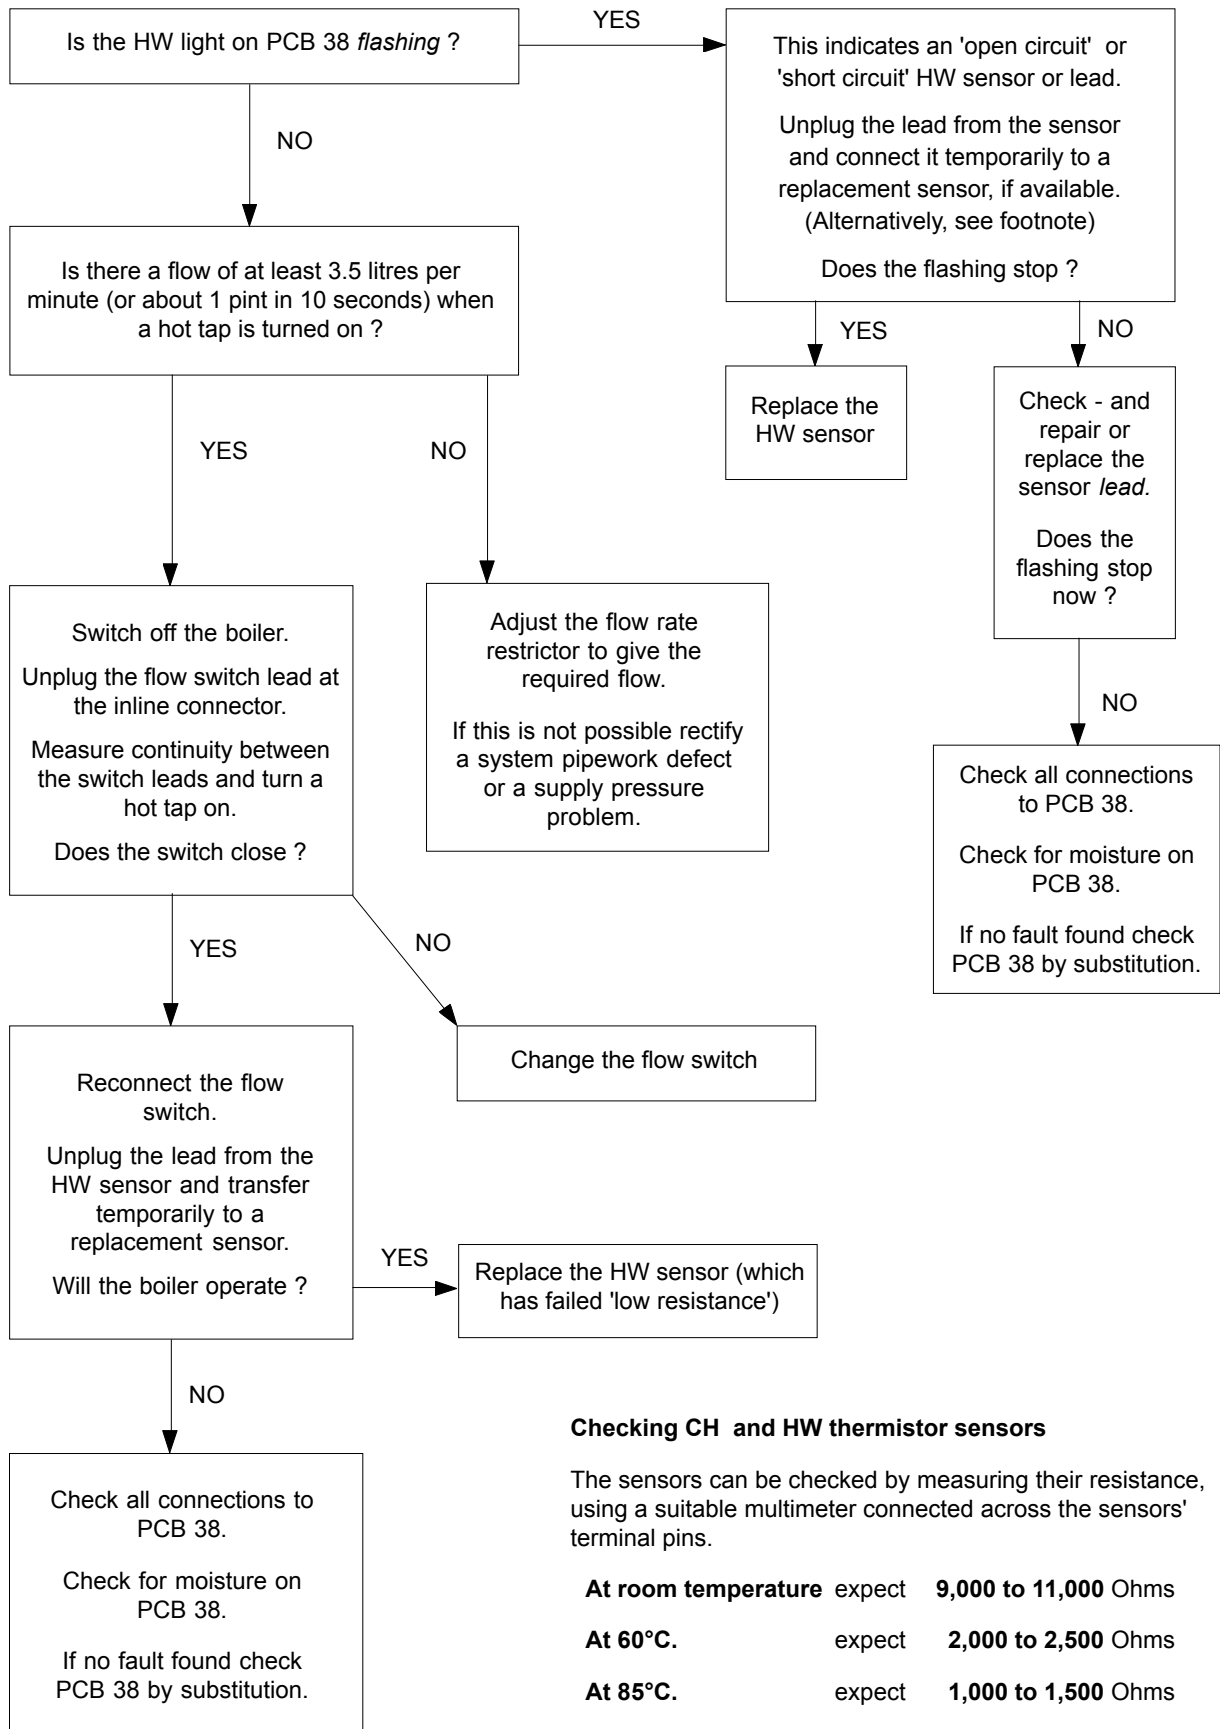 Is the HW light on PCB 38 flashing ?
YES
This indicates an 'open circuit' or
'short circuit' HW sensor or lead.
Unplug the lead from the sensor
and connect it temporarily to a
replacement sensor, if available.
(Alternatively, see footnote)
Does the flashing stop ?
NO
Is there a flow of at least 3.5 litres per
minute (or about 1 pint in 10 seconds) when
a hot tap is turned on ?
YES
NO
Replace the
HW sensor
Check - and
repair or
replace the
sensor lead.
Does the
flashing stop
now ?
YES
NO
Switch off the boiler.
Unplug the flow switch lead at
the inline connector.
Measure continuity between
the switch leads and turn a
hot tap on.
Does the switch close ?
Adjust the flow rate
restrictor to give the
required flow.
If this is not possible rectify
a system pipework defect
or a supply pressure
problem.
NO
Check all connections
to PCB 38.
Check for moisture on
PCB 38.
If no fault found check
PCB 38 by substitution.
YES
NO
Change the flow switch
Reconnect the flow
switch.
Unplug the lead from the
HW sensor and transfer
temporarily to a
replacement sensor.
Will the boiler operate ?
YES
Replace the HW sensor (which
has failed 'low resistance')
NO
Check all connections to
PCB 38.
Check for moisture on
PCB 38.
If no fault found check
PCB 38 by substitution.
Checking CH and HW thermistor sensors
The sensors can be checked by measuring their resistance,
using a suitable multimeter connected across the sensors'
terminal pins.
At room temperature expect 9,000 to 11,000 Ohms
At 60°C. expect 2,000 to 2,500 Ohms
At 85°C. expect 1,000 to 1,500 Ohms